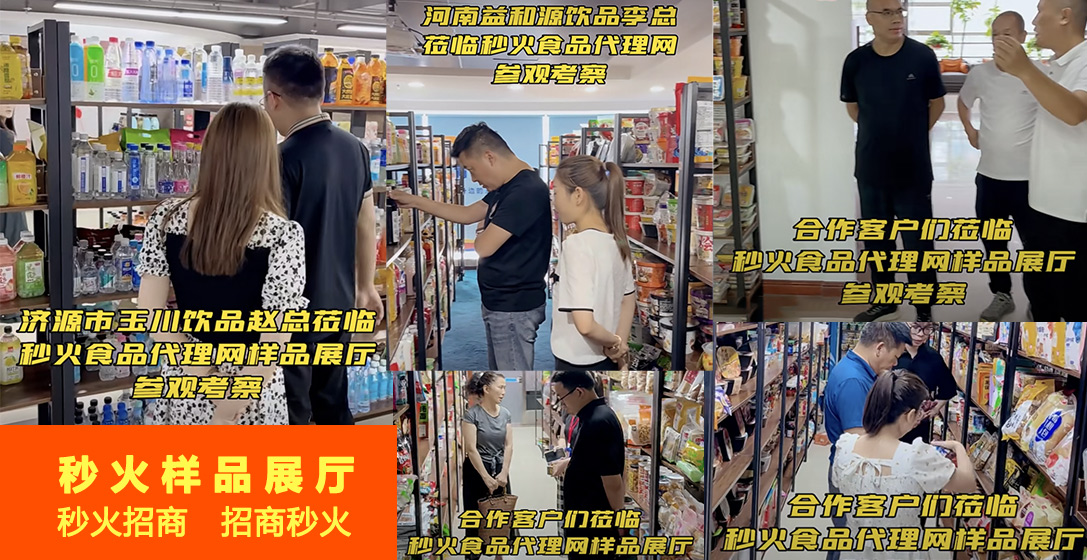 河南益和源饮品李总
莅临秒火食品代理网
参观考察
济源市玉川饮品赵总莅临
秒火食品代理网样品展厅
参观考察
合作客户们莅临
秒火食品代理网样品展厅
参观考察
合作客户们莅临
秒火食品代理网样品展厅
合作客户们莅临
秒火食品代理网样品展厅
秒火样品展厅
秒火招商 招商秒火